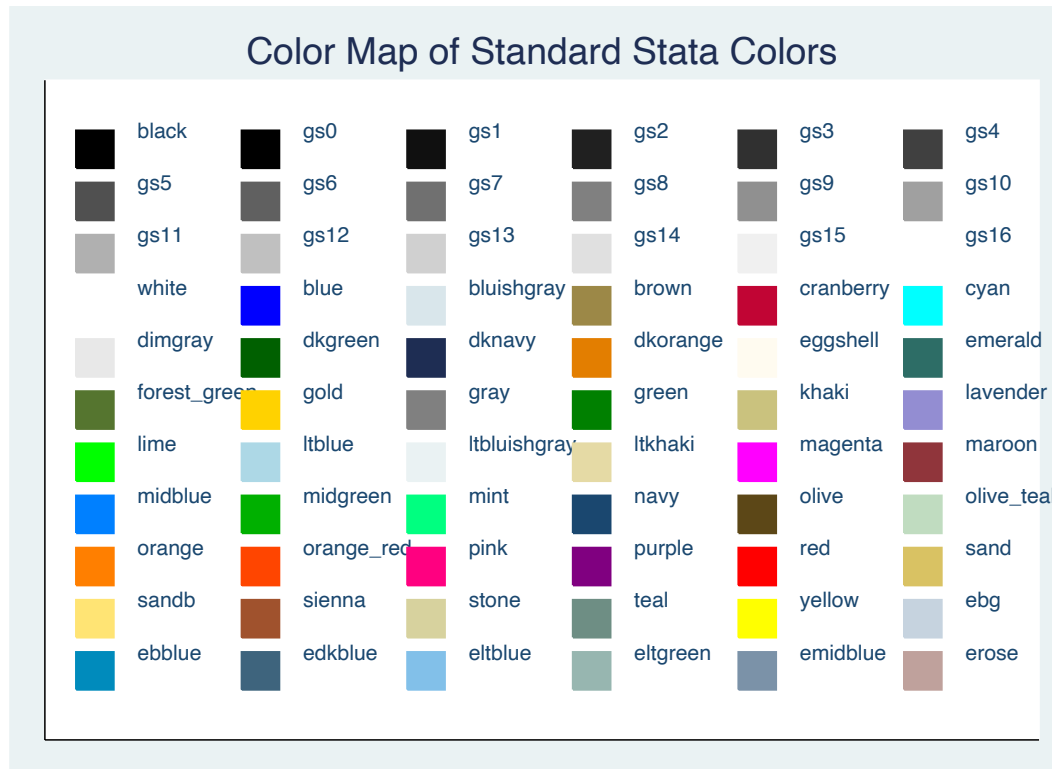 Color Map of Standard Stata Colors
black gs0 gs1 gs2 gs3 gs4
gs5 gs6 gs7 gs8 gs9 gs10
gs11 gs12 gs13 gs14 gs15 gs16
white blue bluishgray brown cranberry cyan
dimgray dkgreen dknavy dkorange eggshell emerald
forest_green gold gray green khaki lavender
lime ltblue ltbluishgray ltkhaki magenta maroon
midblue midgreen mint navy olive olive_teal
orange orange_red pink purple red sand
sandb sienna stone teal yellow ebg
ebblue edkblue eltblue eltgreen emidblue erose